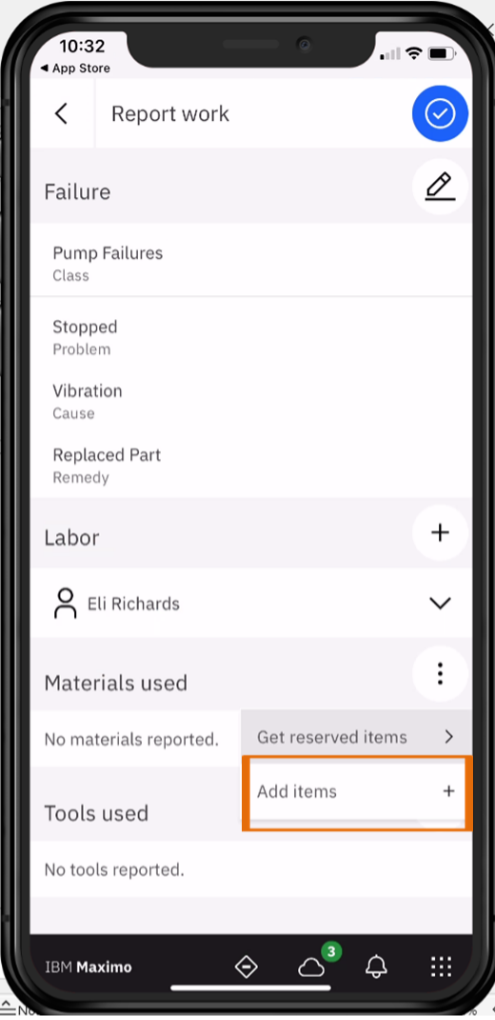 10:32
◀ App Store
Report work
Failure
Pump Failures
Class
Stopped
Problem
Vibration
Cause
Replaced Part
Remedy
Labor
Eli Richards
Materials used
No materials reported.
Get reserved items
Add items
Tools used
No tools reported.
3
IBM Maximo